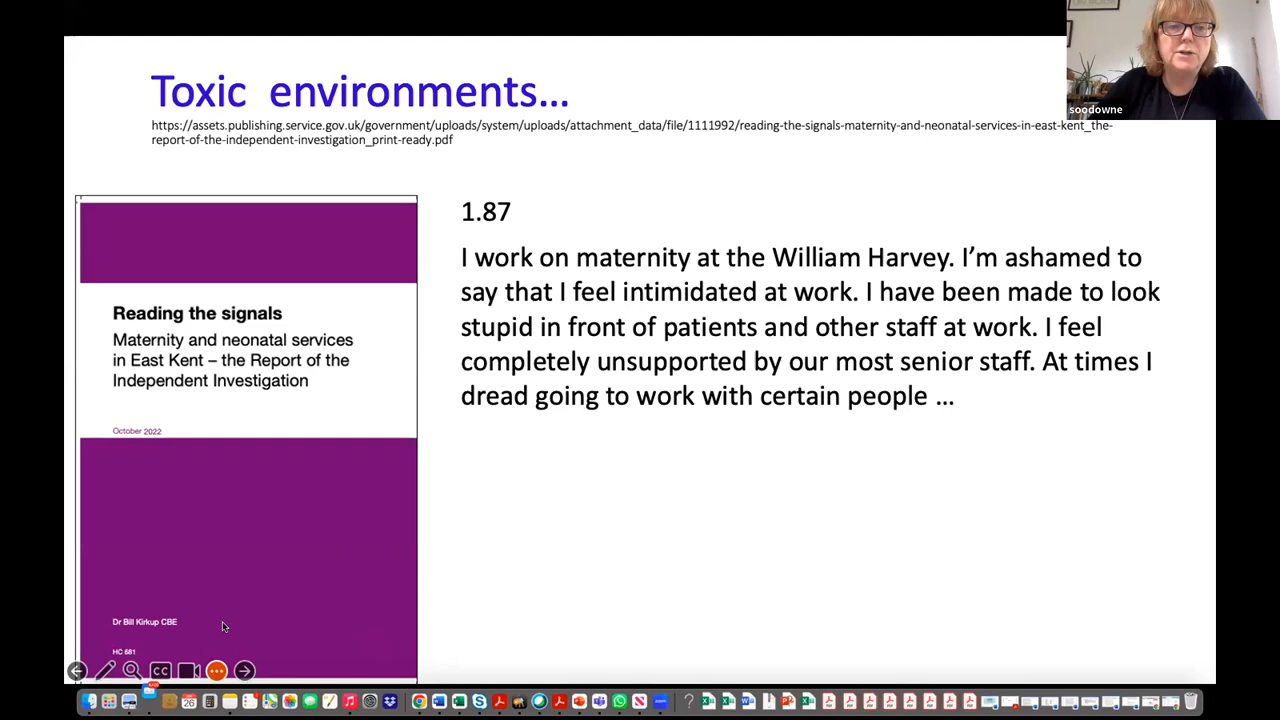 Toxic environments...
soodowne
https://assets.publishing.service.gov.uk/government/uploads/system/uploads/attachment_data/file/1111992/reading-the-signals-maternity-and-neonatal-services-in-east-kent_the-
report-of-the-independent-investigation_print-ready.pdf
Reading the signals
Maternity and neonatal services
in East Kent – the Report of the
Independent Investigation
October 2022
Dr Bill Kirkup CBE
HC 681
1.87
I work on maternity at the William Harvey. I’m ashamed to
say that I feel intimidated at work. I have been made to look
stupid in front of patients and other staff at work. I feel
completely unsupported by our most senior staff. At times I
dread going to work with certain people …
CC
26